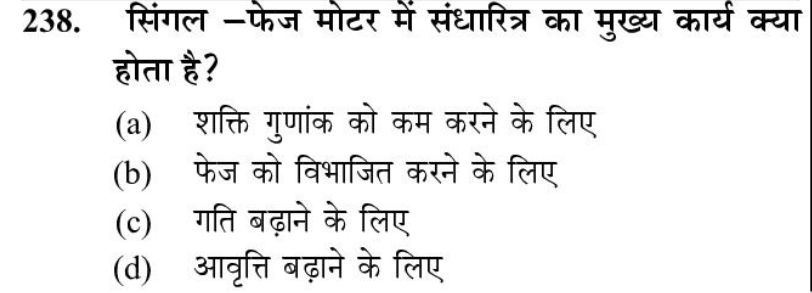 238. सिंगल –फेज मोटर में संधारित्र का मुख्य कार्य क्या
होता है?
(a) शक्ति गुणांक को कम करने के लिए
(b) फेज को विभाजित करने के लिए
(c) गति बढ़ाने के लिए
(d) आवृत्ति बढ़ाने के लिए